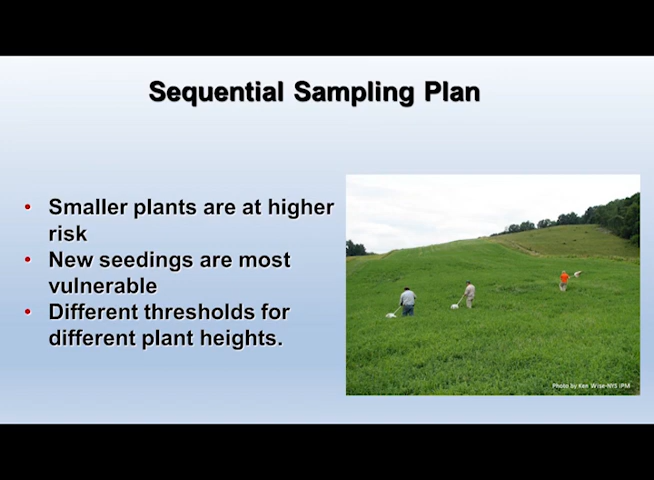 Sequential Sampling Plan
• Smaller plants are at higher
risk
• New seedings are most
vulnerable
• Different thresholds for
different plant heights.
Photo by Ken Wise-NYS IPM